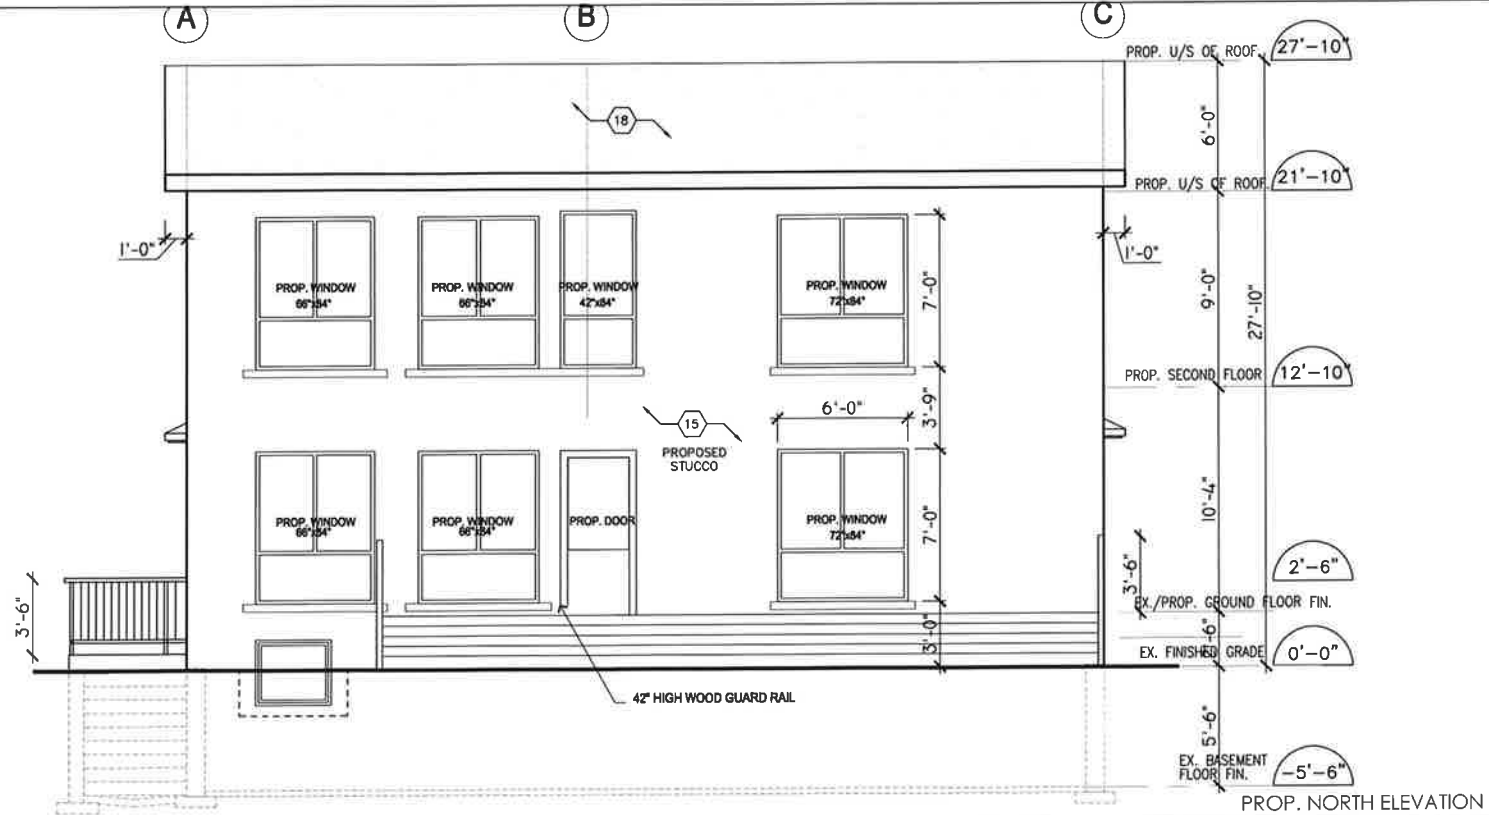 A B C
PROP. U/S OF ROOF 27'-10"
18
6'-0"
PROP. U/S OF ROOF 21'-10"
1'-0"
1'-0"
PROP. WINDOW
66"x84"
PROP. WINDOW
66"x84"
PROP. WINDOW
42"x84"
PROP. WINDOW
72"x84"
7'-0"
9'-0"
27'-10"
PROP. SECOND FLOOR 12'-10"
6'-0"
3'-9"
15
PROPOSED
STUCCO
PROP. WINDOW
66"x84"
PROP. WINDOW
66"x84"
PROP. DOOR
PROP. WINDOW
72"x84"
7'-0"
10'-4"
2'-6"
3'-6"
3'-6"
EX./PROP. GROUND FLOOR FIN.
3'-0"
EX. FINISHED GRADE 0'-0"
42" HIGH WOOD GUARD RAIL
5'-6"
EX. BASEMENT
FLOOR FIN.
-5'-6"
PROP. NORTH ELEVATION